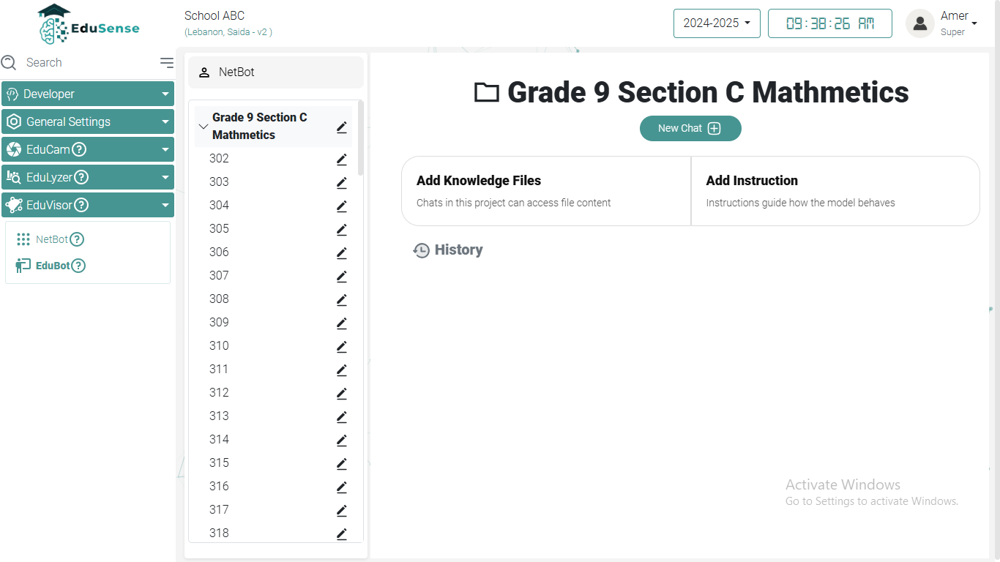 EduSense
School ABC
(Lebanon, Saida - v2 )
2024-2025
09:38:26 AM
Amer
Super
Search
Developer
General Settings
EduCam
EduLyzer
EduVisor
NetBot
EduBot
NetBot
Grade 9 Section C
Mathmetics
302
303
304
305
306
307
308
309
310
311
312
313
314
315
316
317
318
Grade 9 Section C Mathmetics
New Chat
Add Knowledge Files
Chats in this project can access file content
Add Instruction
Instructions guide how the model behaves
History
Activate Windows
Go to Settings to activate Windows.